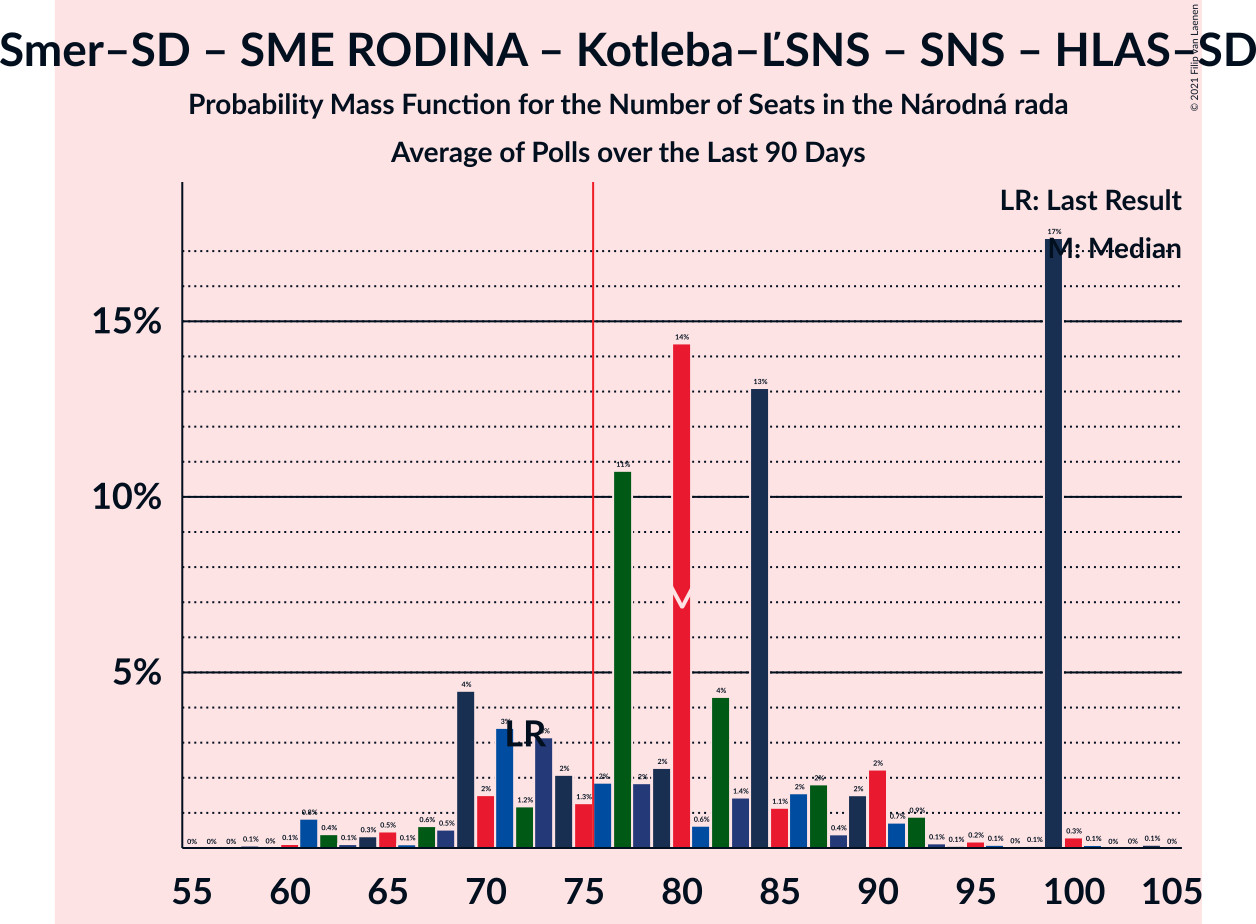 Smer–SD – SME RODINA – Kotleba–ĽSNS – SNS – HLAS–SD
© 2021 Filip van Laenen
Probability Mass Function for the Number of Seats in the Národná rada
Average of Polls over the Last 90 Days
LR: Last Result
M: Median
15%
10%
5%
LR
0% 0% 0% 0.1% 0% 0.1% 0.8% 0.4% 0.1% 0.3% 0.5% 0.1% 0.6% 0.5% 4% 2% 3% 1.2% 2% 1.3% 2% 11% 2% 2% 14% 0.6% 4% 1.4% 13% 1.1% 2% 2% 0.4% 2% 2% 0.7% 0.9% 0.1% 0.1% 0.2% 0.1% 0% 0.1% 17% 0.3% 0.1% 0% 0% 0.1% 0%
55 60 65 70 75 80 85 90 95 100 105